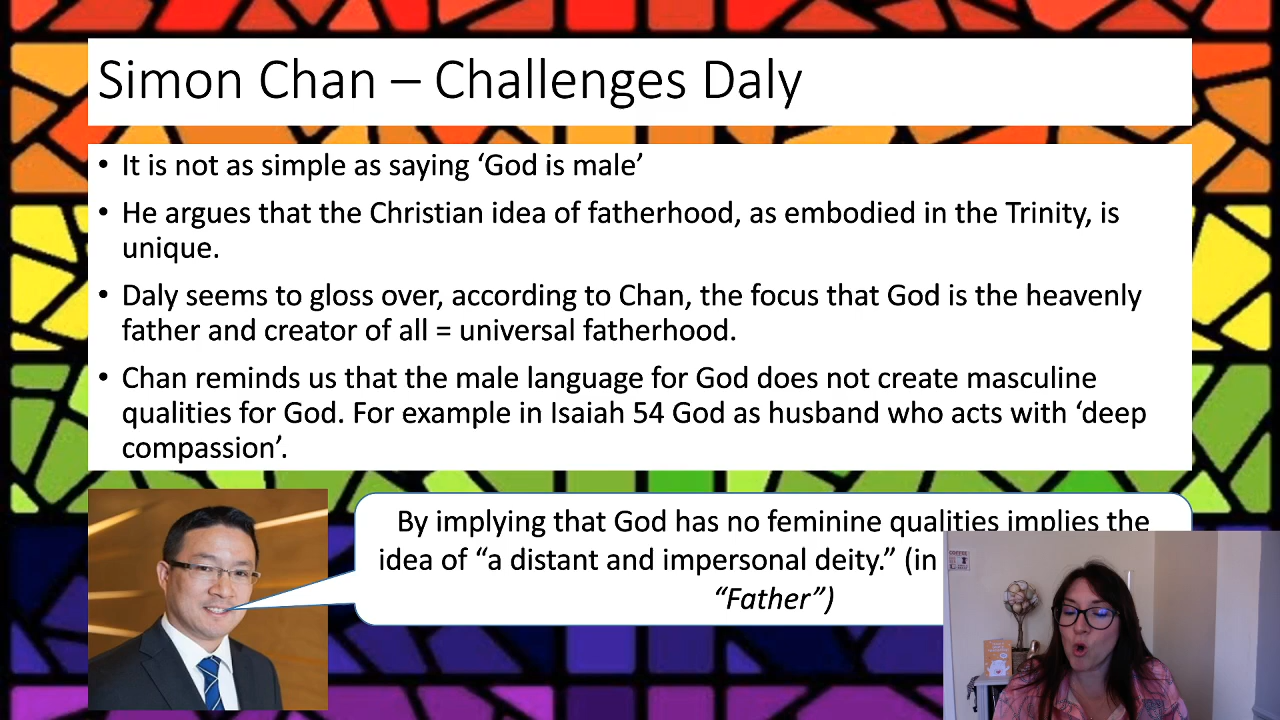 Simon Chan – Challenges Daly
• It is not as simple as saying ‘God is male’
• He argues that the Christian idea of fatherhood, as embodied in the Trinity, is
unique.
• Daly seems to gloss over, according to Chan, the focus that God is the heavenly
father and creator of all = universal fatherhood.
• Chan reminds us that the male language for God does not create masculine
qualities for God. For example in Isaiah 54 God as husband who acts with ‘deep
compassion’.
By implying that God has no feminine qualities implies the
idea of “a distant and impersonal deity.” (in
“Father”)